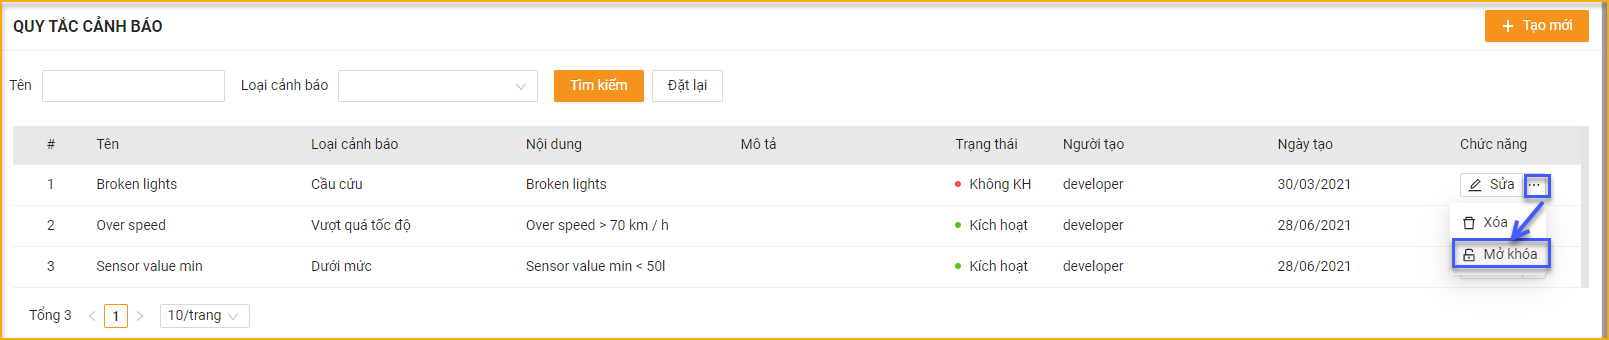 QUY TẮC CẢNH BÁO
+ Tạo mới
Tên Loại cảnh báo Tìm kiếm Đặt lại
# Tên Loại cảnh báo Nội dung Mô tả Trạng thái Người tạo Ngày tạo Chức năng
1 Broken lights Cầu cứu Broken lights Không KH developer 30/03/2021 Sửa ...
2 Over speed Vượt quá tốc độ Over speed > 70 km / h Kích hoạt developer 28/06/2021 Xóa
3 Sensor value min Dưới mức Sensor value min < 50l Kích hoạt developer 28/06/2021 Mở khóa
Tổng 3 < 1 > 10/trang